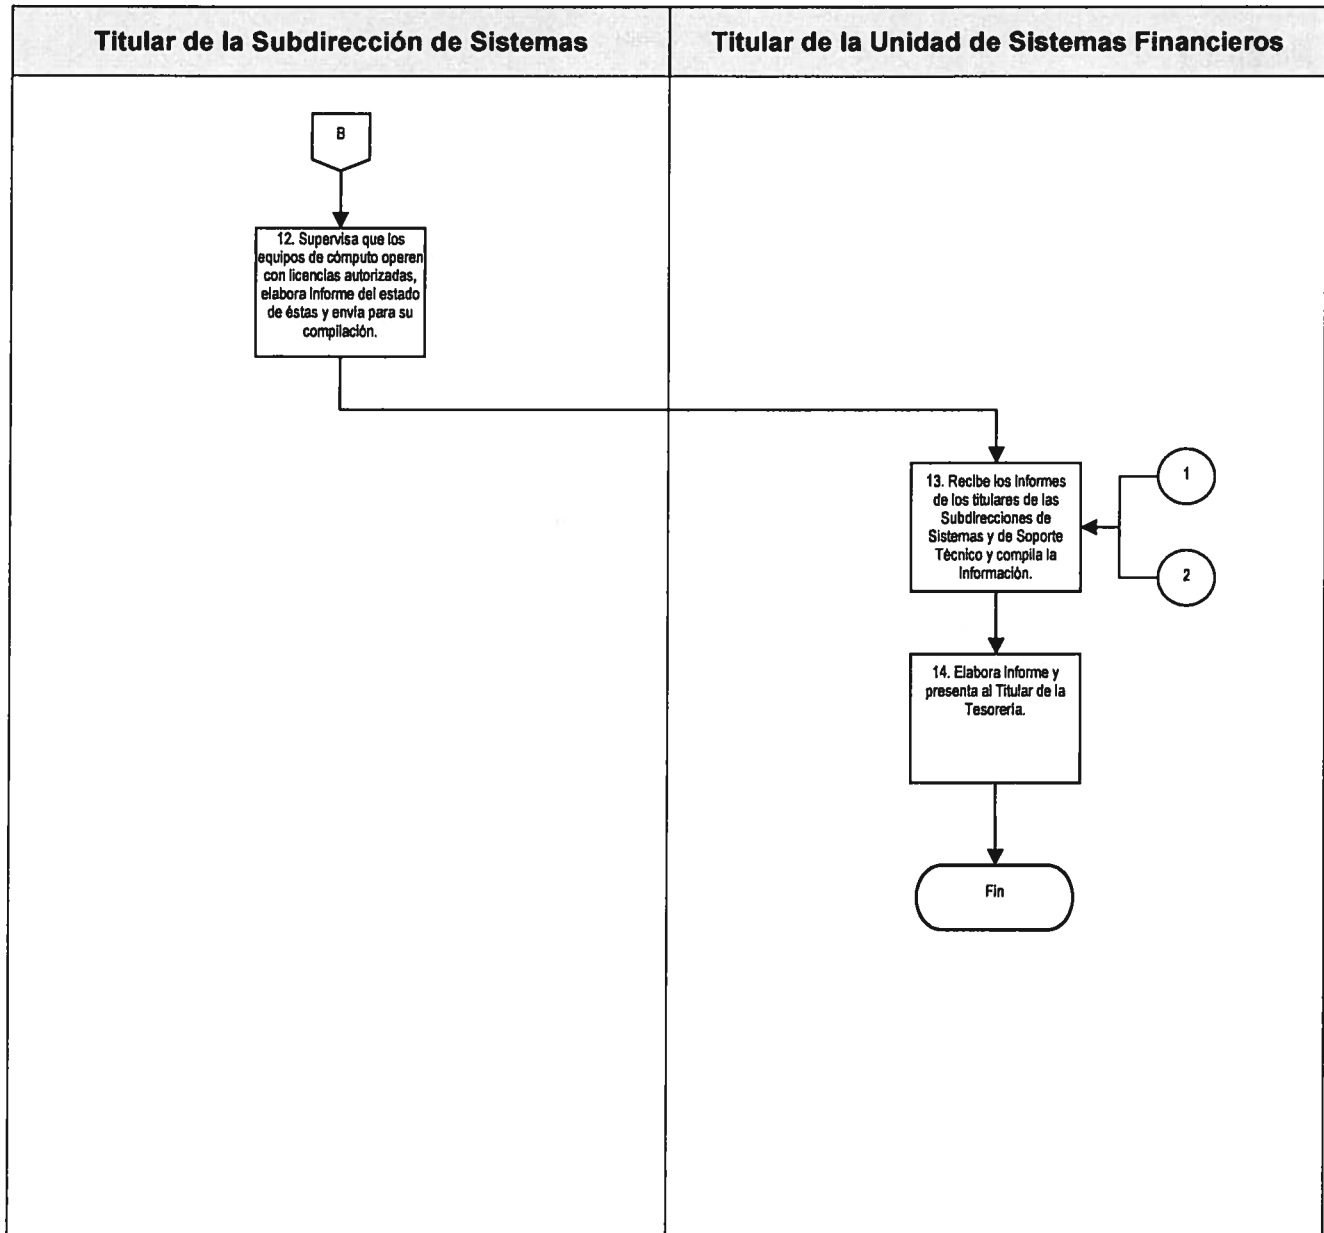 Titular de la Subdirección de Sistemas
Titular de la Unidad de Sistemas Financieros
B
12. Supervisa que los
equipos de cómputo operen
con licencias autorizadas,
elabora informe del estado
de éstas y envía para su
compilación.
13. Recibe los informes
de los titulares de las
Subdirecciones de
Sistemas y de Soporte
Técnico y compila la
información.
1
2
14. Elabora informe y
presenta al Titular de la
Tesorería.
Fin